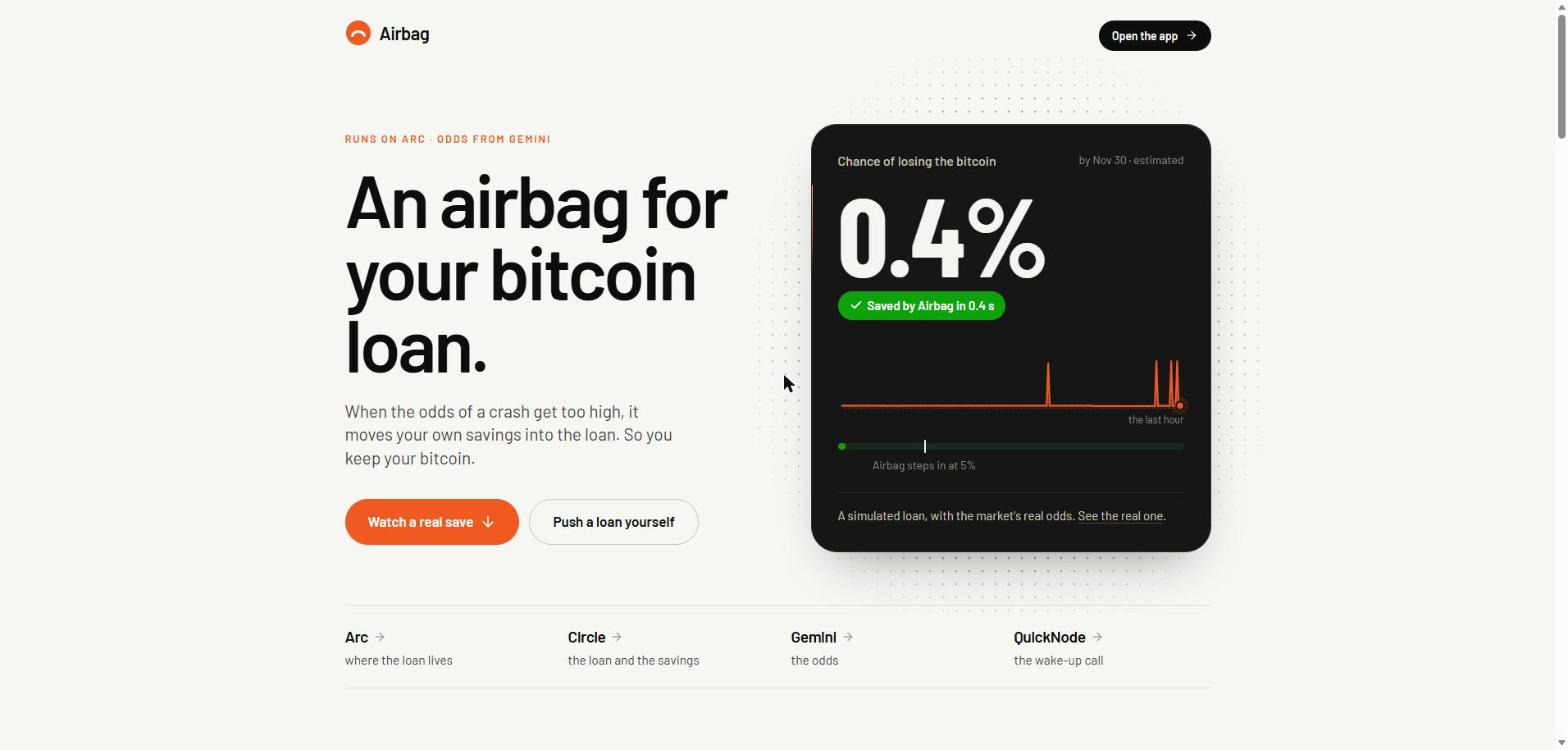 Airbag
Open the app →
RUNS ON ARC · ODDS FROM GEMINI
An airbag for
your bitcoin
loan.
When the odds of a crash get too high, it
moves your own savings into the loan. So you
keep your bitcoin.
Watch a real save ↓
Push a loan yourself
Chance of losing the bitcoin
by Nov 30 · estimated
0.4%
✓ Saved by Airbag in 0.4 s
the last hour
Airbag steps in at 5%
A simulated loan, with the market's real odds. See the real one.
Arc →
where the loan lives
Circle →
the loan and the savings
Gemini →
the odds
QuickNode →
the wake-up call